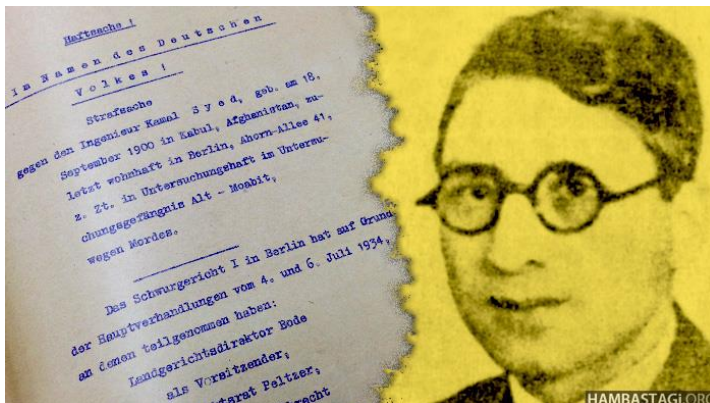 Haftsache !
Im Namen des Deutschen
Volkes !
Strafsache
gegen den Ingenieur Kamal Syed, geb. am 18.
September 1900 in Kabul, Afghanistan, zu-
letzt wohnhaft in Berlin, Ahorn-Allee 41,
z. Zt. in Untersuchungshaft im Untersu-
chungsgefängnis Alt - Moabit,
wegen Mordes.
Das Schwurgericht I in Berlin hat auf Grund
der Hauptverhandlungen vom 4. und 6. Juli 1934,
an denen teilgenommen haben:
Landgerichtsdirektor Bode
als Vorsitzender,
Peltzer,
HAMBASTAGI.ORG